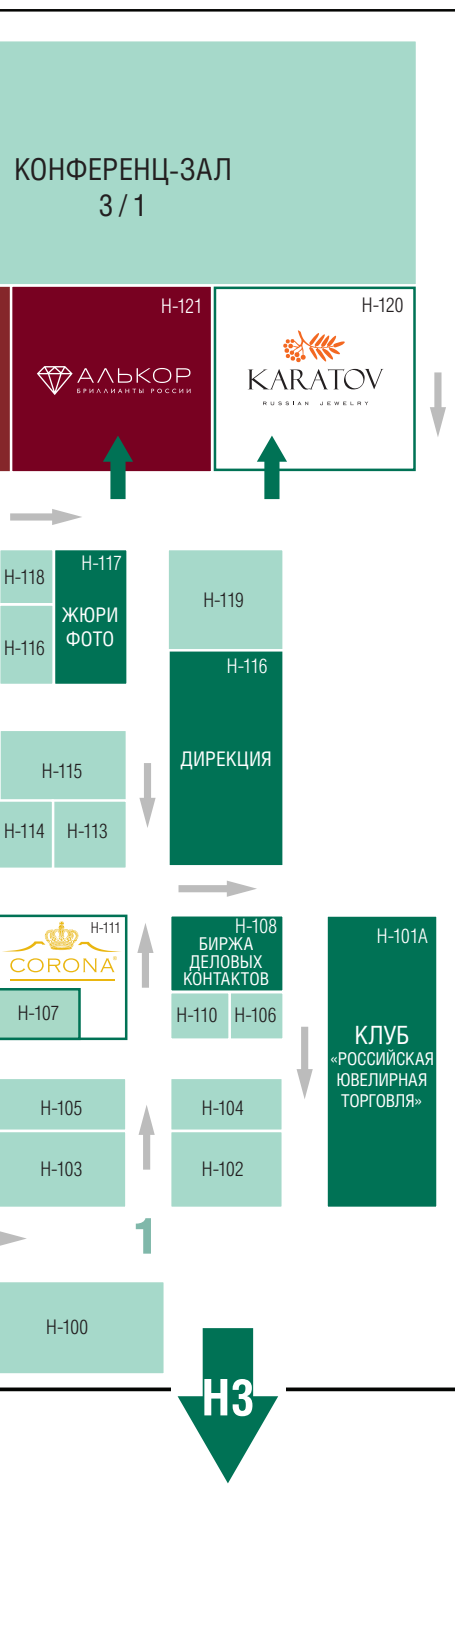 КОНФЕРЕНЦ-ЗАЛ
3 / 1
Н-121
АЛЬКОР
БРИЛЛИАНТЫ РОССИИ
Н-120
KARATOV
RUSSIAN JEWELRY
Н-118
Н-117
ЖЮРИ
ФОТО
Н-116
Н-119
Н-116
ДИРЕКЦИЯ
Н-115
Н-114
Н-113
Н-111
CORONA
Н-107
Н-108
БИРЖА
ДЕЛОВЫХ
КОНТАКТОВ
Н-110
Н-106
Н-101А
КЛУБ
«РОССИЙСКАЯ
ЮВЕЛИРНАЯ
ТОРГОВЛЯ»
Н-105
Н-104
Н-103
Н-102
1
Н-100
Н3